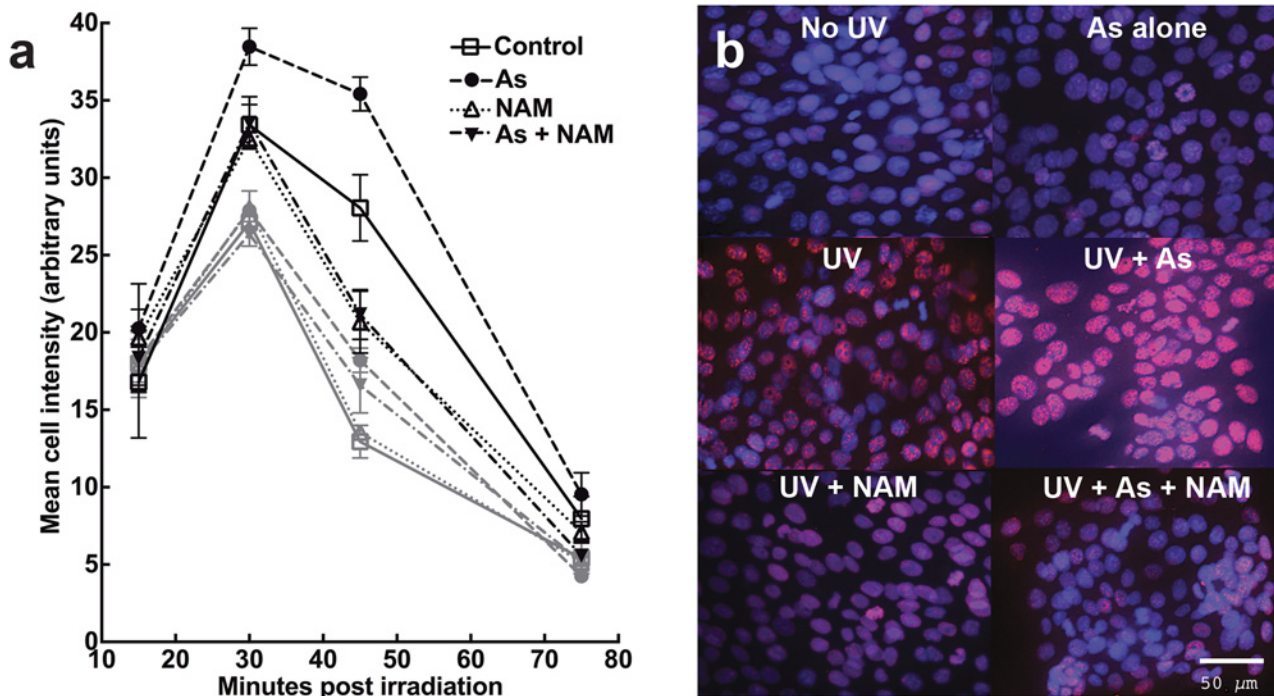 a
40
35
30
25
20
15
10
5
0
Mean cell intensity (arbitrary units)
10 20 30 40 50 60 70 80
Minutes post irradiation
Control
As
NAM
As + NAM
b
No UV
As alone
UV
UV + As
UV + NAM
UV + As + NAM
50 µm